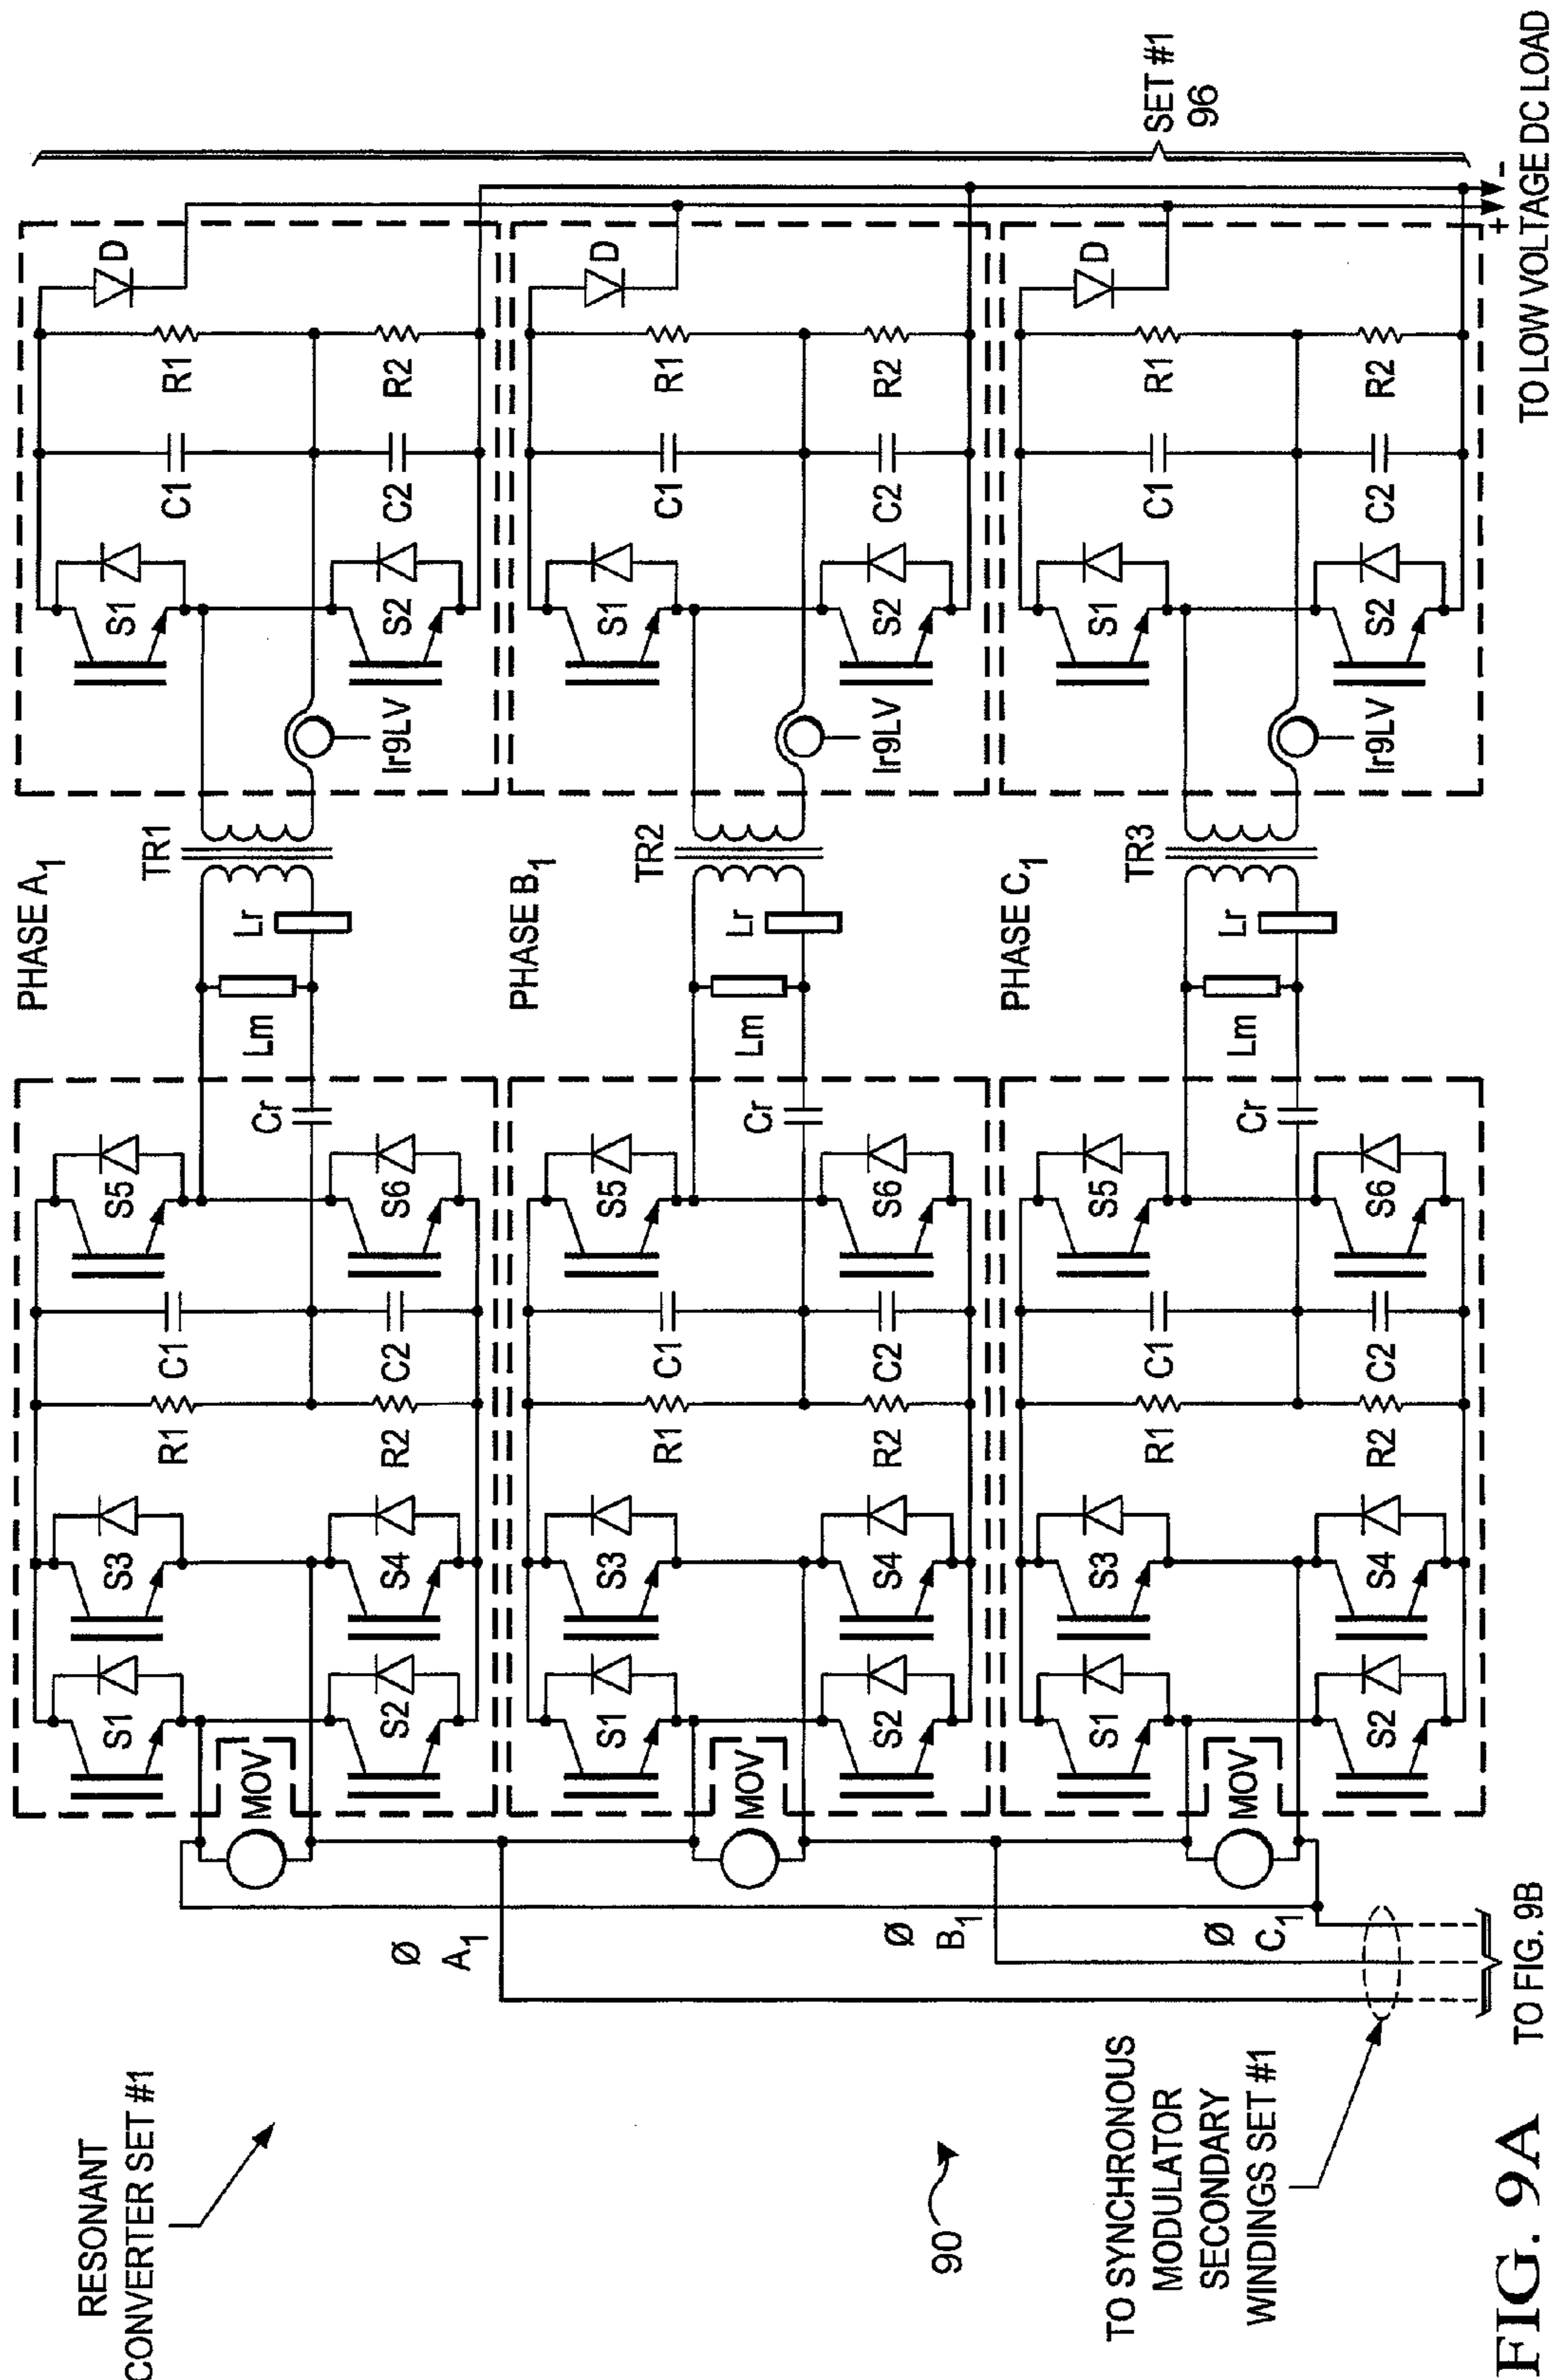 RESONANT
CONVERTER SET #1
90
TO SYNCHRONOUS
MODULATOR
SECONDARY
WINDINGS SET #1
FIG. 9A
TO FIG. 9B
PHASE A1
Ø
A1
MOV
S1
S2
S3
S4
R1
R2
C1
C2
S5
S6
Cr
Lm
Lr
TR1
Ir9LV
S1
S2
C1
C2
R1
R2
D
PHASE B1
Ø
B1
MOV
S1
S2
S3
S4
R1
R2
C1
C2
S5
S6
Cr
Lm
Lr
TR2
Ir9LV
S1
S2
C1
C2
R1
R2
D
PHASE C1
Ø
C1
MOV
S1
S2
S3
S4
R1
R2
C1
C2
S5
S6
Cr
Lm
Lr
TR3
Ir9LV
S1
S2
C1
C2
R1
R2
D
SET #1
96
+ -
TO LOW VOLTAGE DC LOAD